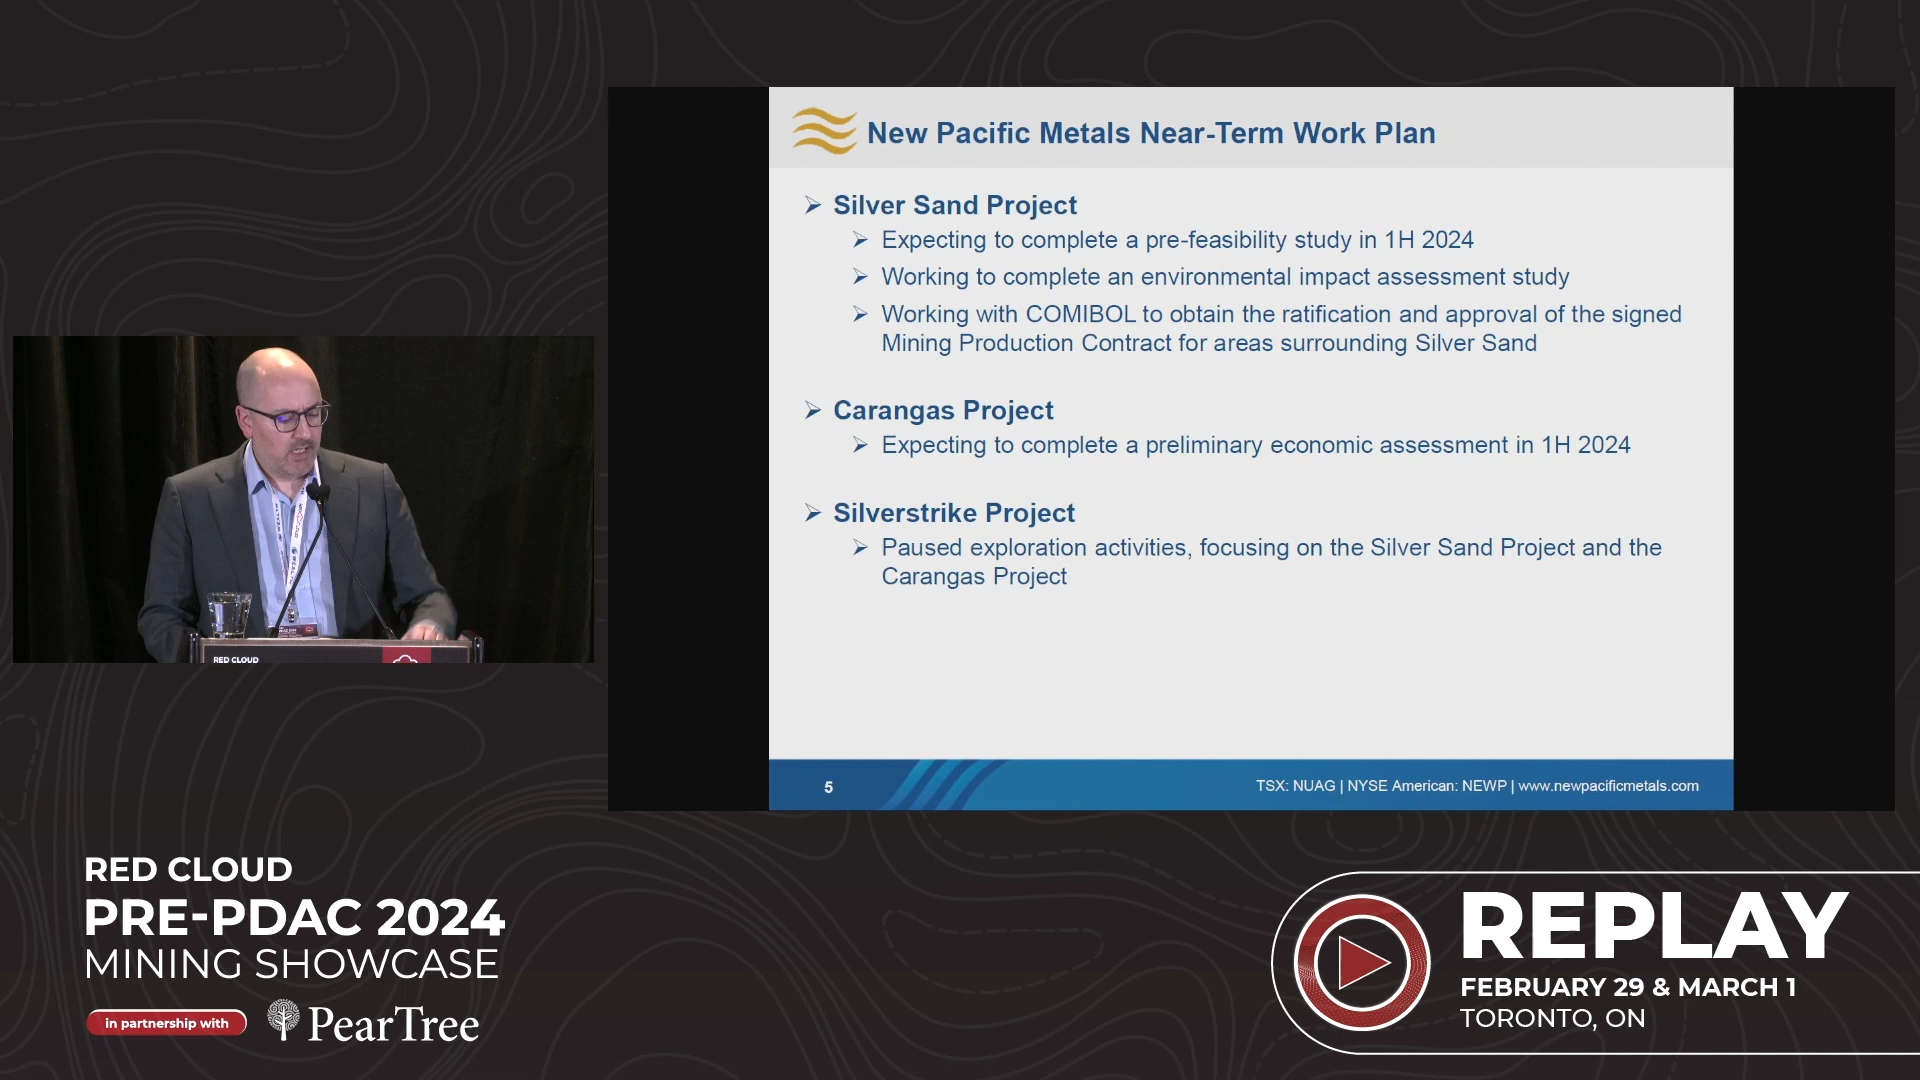 New Pacific Metals Near-Term Work Plan
Silver Sand Project
Expecting to complete a pre-feasibility study in 1H 2024
Working to complete an environmental impact assessment study
Working with COMIBOL to obtain the ratification and approval of the signed
Mining Production Contract for areas surrounding Silver Sand
Carangas Project
Expecting to complete a preliminary economic assessment in 1H 2024
Silverstrike Project
Paused exploration activities, focusing on the Silver Sand Project and the
Carangas Project
5
TSX: NUAG | NYSE American: NEWP | www.newpacificmetals.com
RED CLOUD
RED CLOUD
PRE-PDAC 2024
MINING SHOWCASE
in partnership with
PearTree
REPLAY
FEBRUARY 29 & MARCH 1
TORONTO, ON